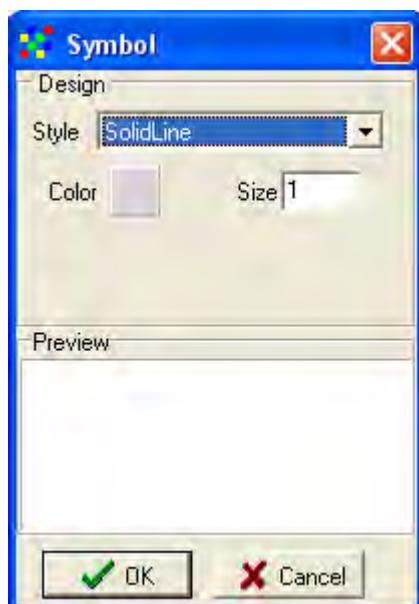 Symbol
Design
Style SolidLine
Color Size 1
Preview
OK Cancel